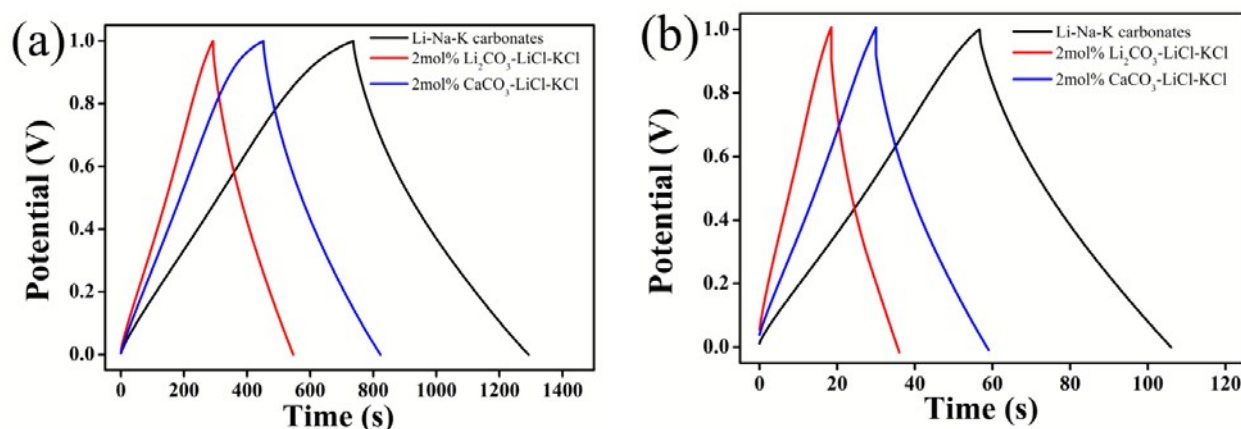 (a)
Li-Na-K carbonates
2mol% Li₂CO₃-LiCl-KCl
2mol% CaCO₃-LiCl-KCl
Potential (V)
1.0
0.8
0.6
0.4
0.2
0.0
0 200 400 600 800 1000 1200 1400
Time (s)
(b)
Li-Na-K carbonates
2mol% Li₂CO₃-LiCl-KCl
2mol% CaCO₃-LiCl-KCl
Potential (V)
1.0
0.8
0.6
0.4
0.2
0.0
0 20 40 60 80 100 120
Time (s)